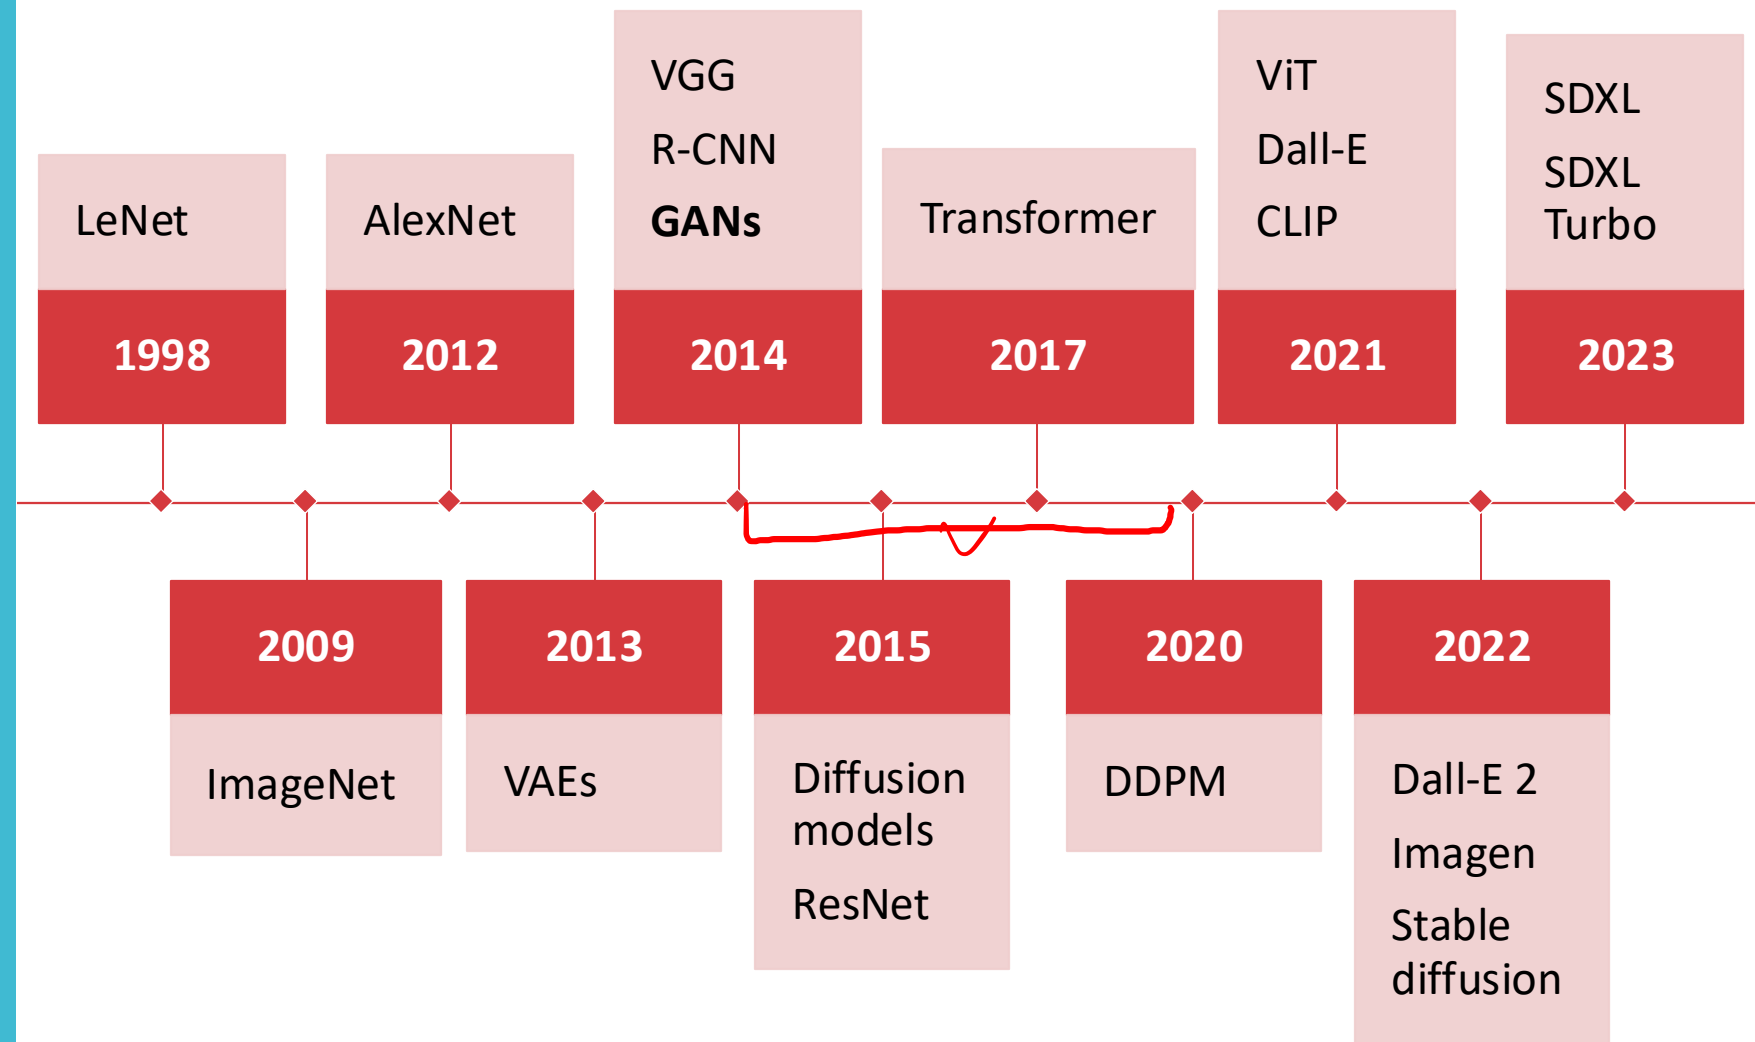 LeNet
1998
ImageNet
2009
AlexNet
2012
2013
VAEs
VGG
R-CNN
GANs
2014
2015
Diffusion
models
ResNet
Transformer
2017
2020
DDPM
ViT
Dall-E
CLIP
2021
2022
Dall-E 2
Imagen
Stable
diffusion
SDXL
SDXL
Turbo
2023